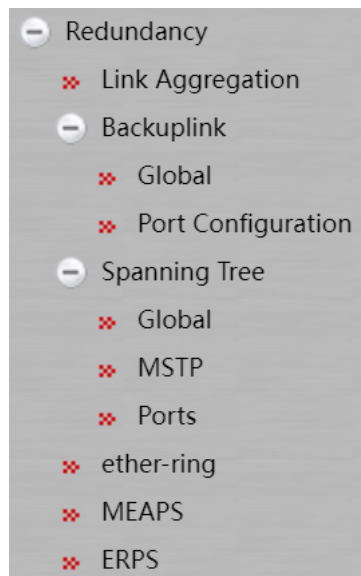 Redundancy
Link Aggregation
Backuplink
Global
Port Configuration
Spanning Tree
Global
MSTP
Ports
ether-ring
MEAPS
ERPS